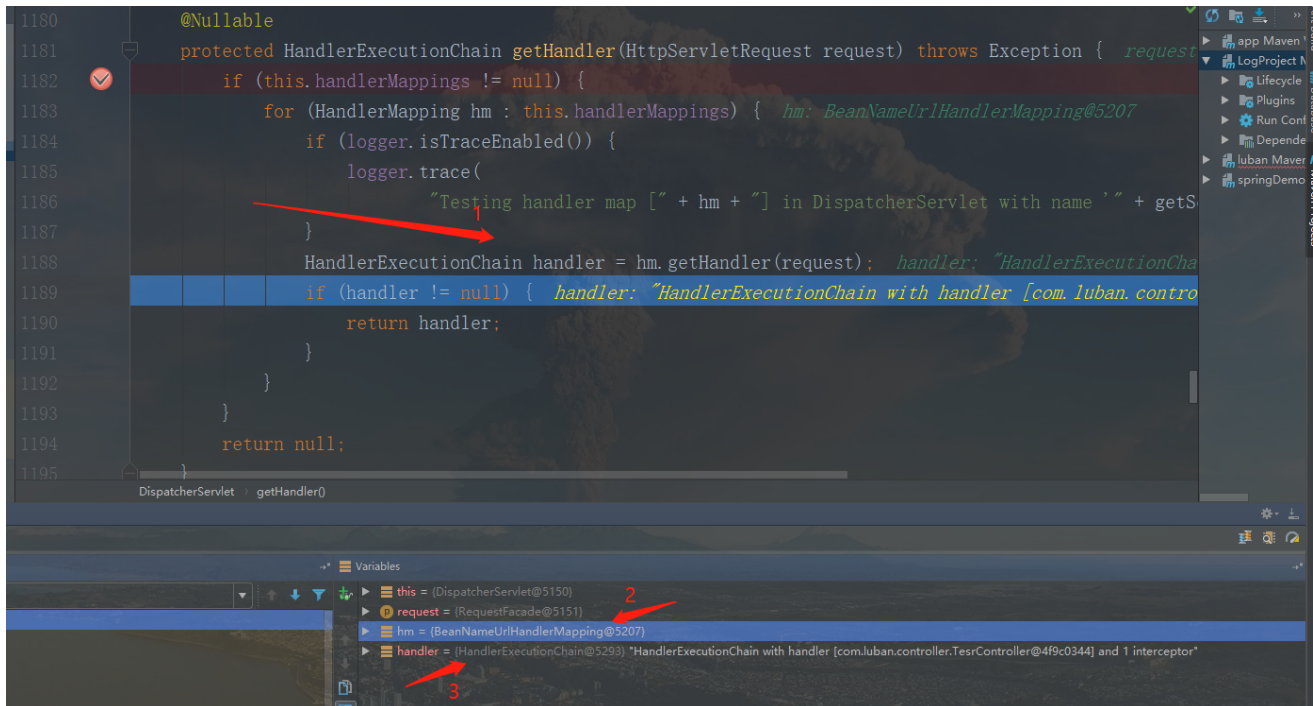 1180 @Nullable
1181 protected HandlerExecutionChain getHandler(HttpServletRequest request) throws Exception { request
1182 if (this.handlerMappings != null) {
1183 for (HandlerMapping hm : this.handlerMappings) { hm: BeanNameUrlHandlerMapping@5207
1184 if (logger.isTraceEnabled()) {
1185 logger.trace(
1186 "Testing handler map [" + hm + "] in DispatcherServlet with name '" + getS
1
1187 }
1188 HandlerExecutionChain handler = hm.getHandler(request); handler: "HandlerExecutionCha
1189 if (handler != null) { handler: "HandlerExecutionChain with handler [com.luban.contro
1190 return handler;
1191 }
1192 }
1193 }
1194 return null;
1195 }
DispatcherServlet getHandler()
app Maven
LogProject M
Lifecycle
Plugins
Run Conf
Depende
luban Maver
springDemo
Variables
this = {DispatcherServlet@5150}
2
request = {RequestFacade@5151}
hm = {BeanNameUrlHandlerMapping@5207}
handler = {HandlerExecutionChain@5293} "HandlerExecutionChain with handler [com.luban.controller.TesrController@4f9c0344] and 1 interceptor"
3